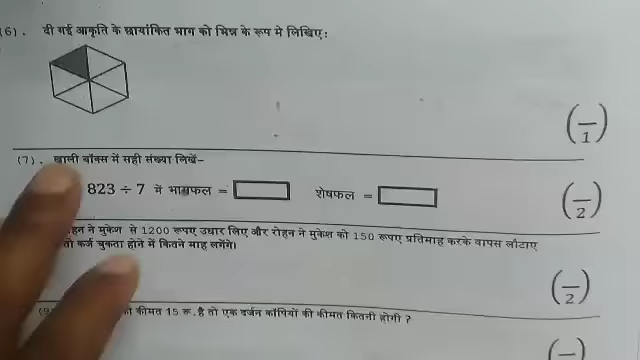 (6). दी गई आकृति के छायांकित भाग को भिन्न के रूप मे लिखिए:
(—/1)
(7). खाली बॉक्स में सही संख्या लिखें–
823 ÷ 7 में भागफल = शेषफल =
(—/2)
ने मुकेश से 1200 रूपए उधार लिए और रोहन ने मुकेश को 150 रूपए प्रतिमाह करके वापस लौटाए
तो कर्ज चुकता होने में कितने माह लगेंगे।
(—/2)
(9 कीमत 15 रू. है तो एक दर्जन कॉपियों की कीमत कितनी होगी ?